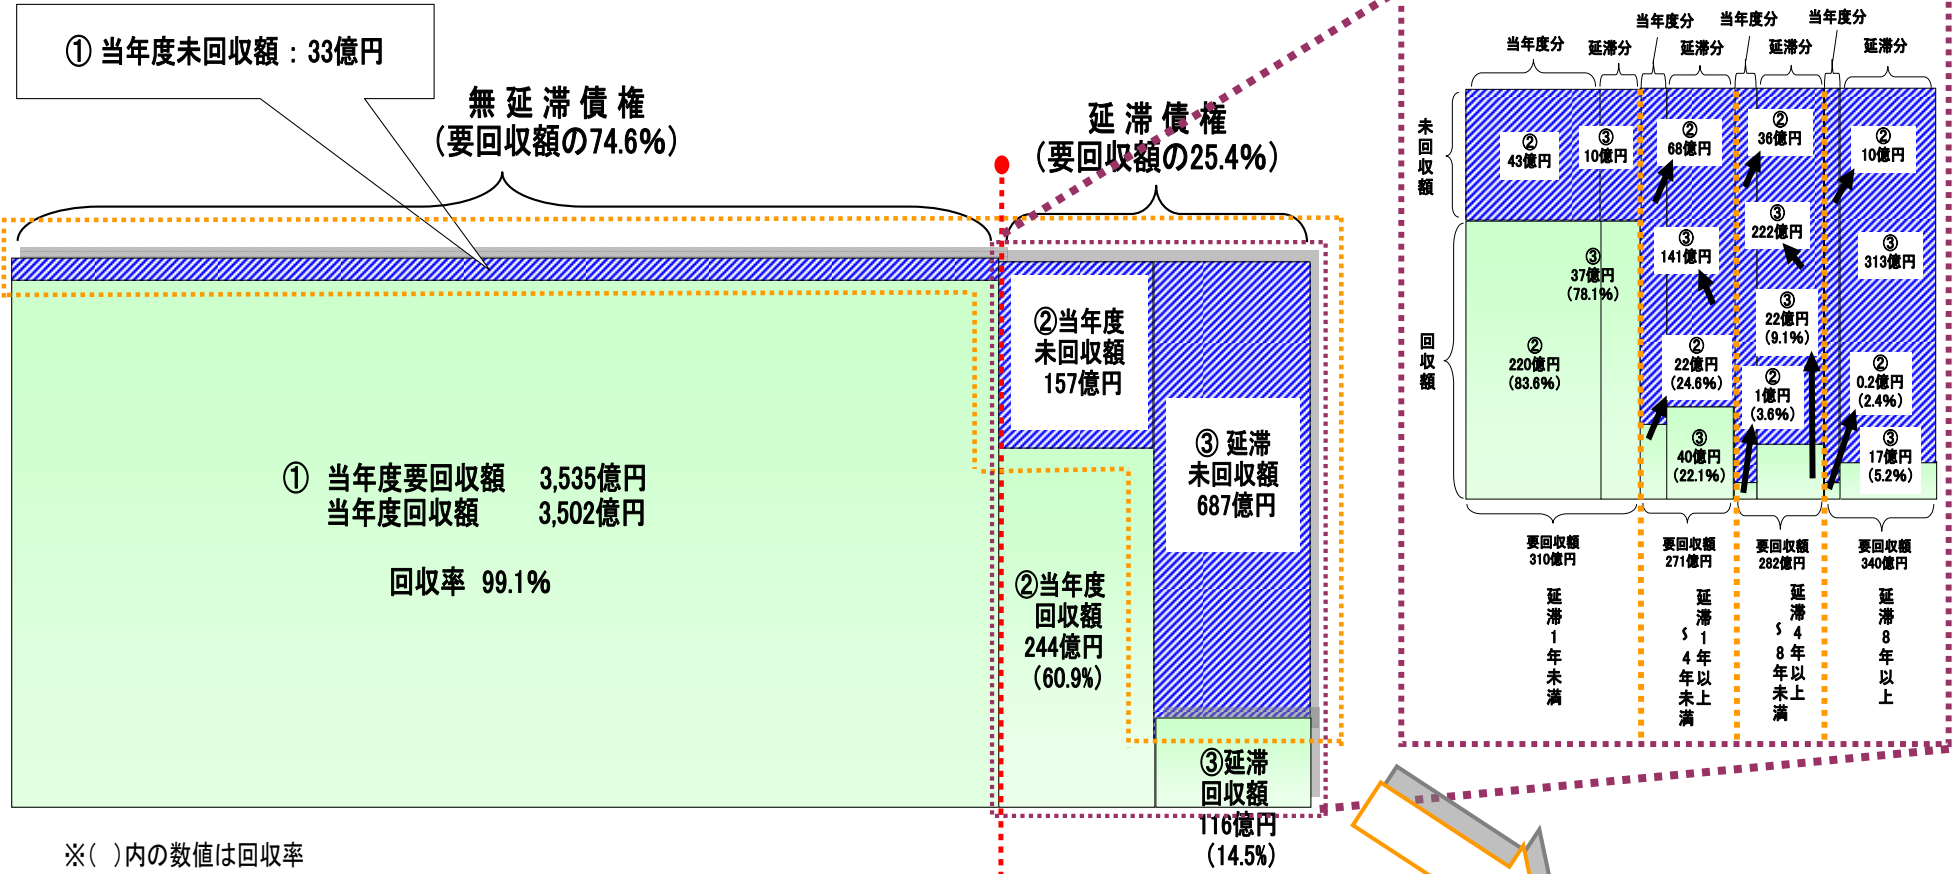 ① 当年度未回収額：33億円
無 延 滞 債 権
（要回収額の74.6%）
延 滞 債 権
（要回収額の25.4%）
②当年度
未回収額
157億円
③ 延滞
未回収額
687億円
① 当年度要回収額 3,535億円
当年度回収額 3,502億円
回収率 99.1%
②当年度
回収額
244億円
（60.9%）
③延滞
回収額
116億円
（14.5%）
※（ ）内の数値は回収率
当年度分
延滞分
当年度分
延滞分
当年度分
延滞分
当年度分
延滞分
未回収額
②
43億円
③
10億円
②
68億円
②
36億円
②
10億円
③
141億円
③
222億円
③
313億円
回収額
③
37億円
（78.1%）
②
220億円
（83.6%）
②
22億円
（24.6%）
③
40億円
（22.1%）
③
22億円
（9.1%）
②
1億円
（3.6%）
②
0.2億円
（2.4%）
③
17億円
（5.2%）
要回収額
310億円
要回収額
271億円
要回収額
282億円
要回収額
340億円
延滞1年未満
延滞1年以上
～4年未満
延滞4年以上
～8年未満
延滞8年以上